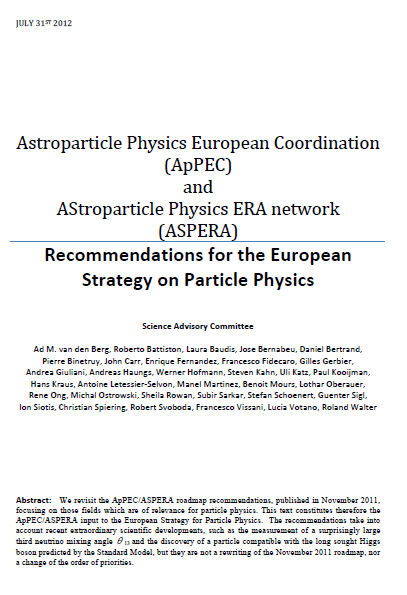 JULY 31ST 2012
Astroparticle Physics European Coordination
(ApPEC)
and
AStroparticle Physics ERA network
(ASPERA)
Recommendations for the European
Strategy on Particle Physics
Science Advisory Committee
Ad M. van den Berg, Roberto Battiston, Laura Baudis, Jose Bernabeu, Daniel Bertrand,
Pierre Binetruy, John Carr, Enrique Fernandez, Francesco Fidecaro, Gilles Gerbier,
Andrea Giuliani, Andreas Haungs, Werner Hofmann, Steven Kahn, Uli Katz, Paul Kooijman,
Hans Kraus, Antoine Letessier-Selvon, Manel Martinez, Benoit Mours, Lothar Oberauer,
Rene Ong, Michal Ostrowski, Sheila Rowan, Subir Sarkar, Stefan Schoenert, Guenter Sigl,
Ion Siotis, Christian Spiering, Robert Svoboda, Francesco Vissani, Lucia Votano, Roland Walter
Abstract: We revisit the ApPEC/ASPERA roadmap recommendations, published in November 2011,
focusing on those fields which are of relevance for particle physics. This text constitutes therefore the
ApPEC/ASPERA input to the European Strategy for Particle Physics. The recommendations take into
account recent extraordinary scientific developments, such as the measurement of a surprisingly large
third neutrino mixing angle θ13 and the discovery of a particle compatible with the long sought Higgs
boson predicted by the Standard Model, but they are not a rewriting of the November 2011 roadmap, nor
a change of the order of priorities.